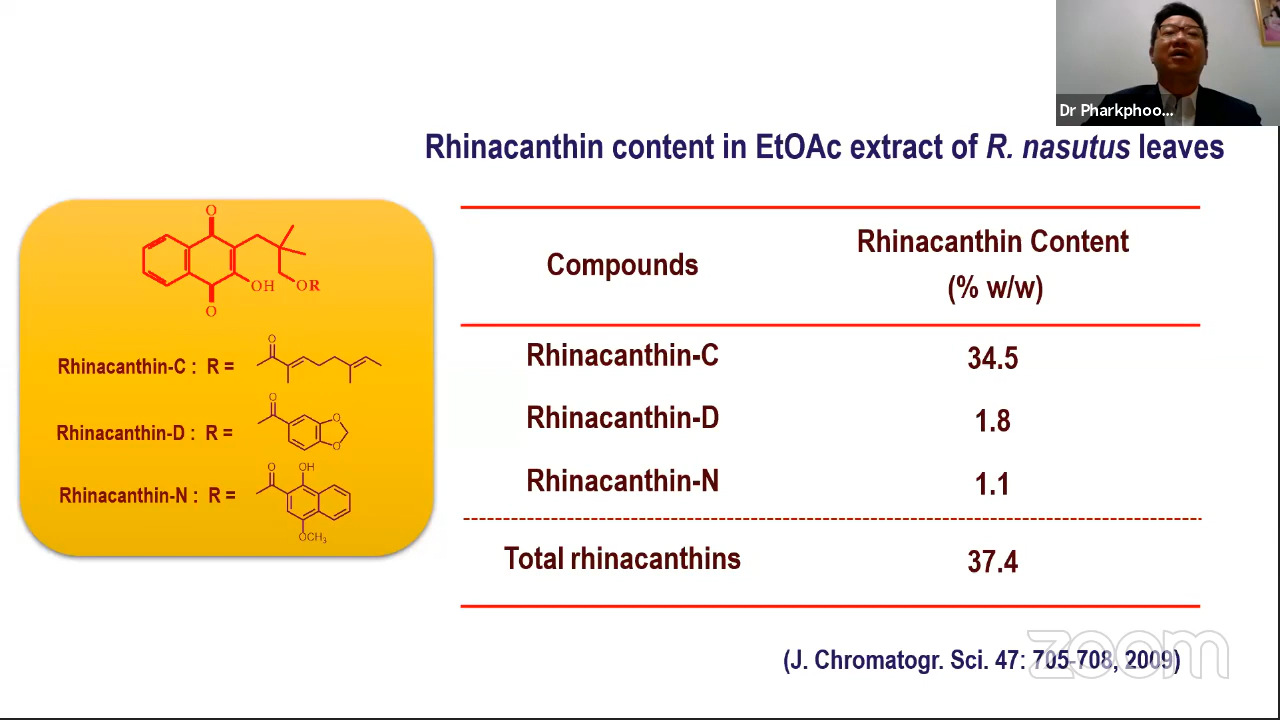 Dr Pharkphoo...
Rhinacanthin content in EtOAc extract of R. nasutus leaves
O
OH
OR
O
Rhinacanthin-C : R =
O
Rhinacanthin-D : R =
O
O
O
Rhinacanthin-N : R =
O
OH
OCH₃
Compounds
Rhinacanthin Content
(% w/w)
Rhinacanthin-C 34.5
Rhinacanthin-D 1.8
Rhinacanthin-N 1.1
Total rhinacanthins 37.4
(J. Chromatogr. Sci. 47: 705-708, 2009)
zoom